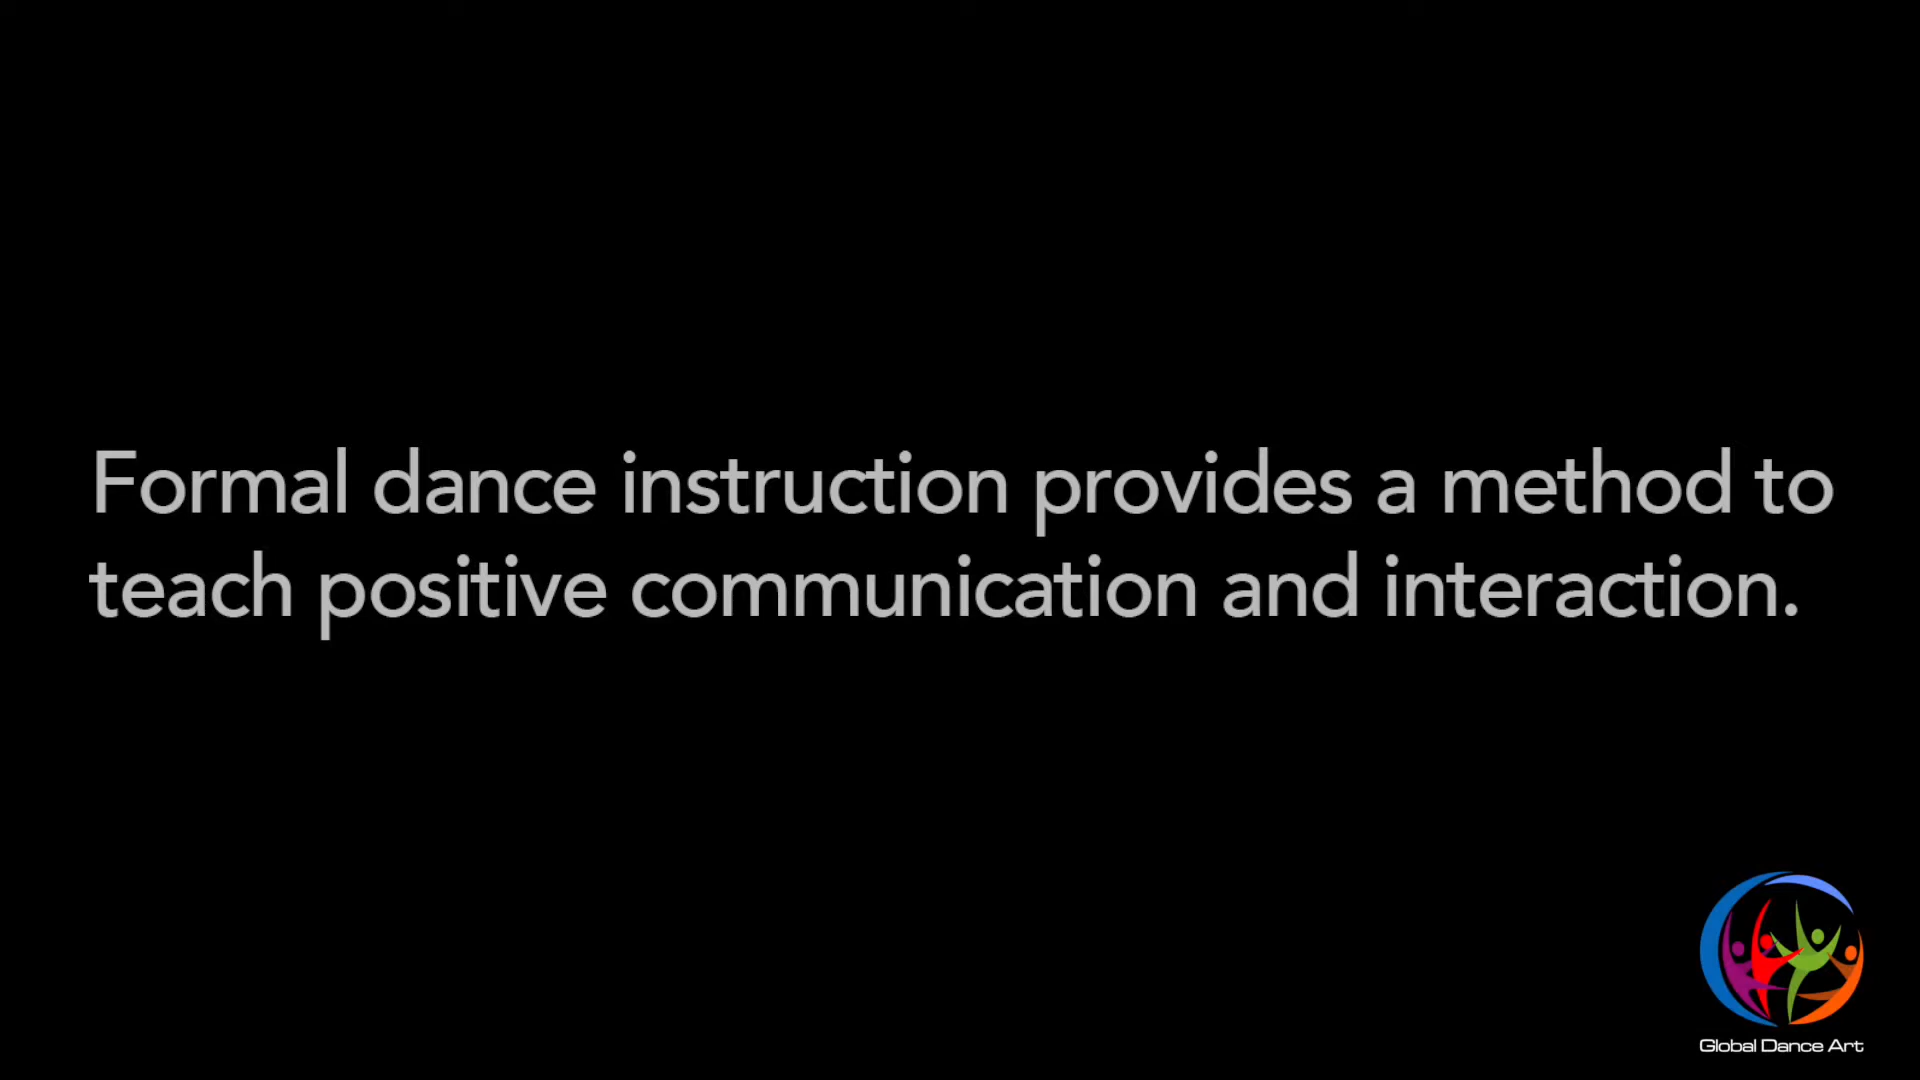 Formal dance instruction provides a method to
teach positive communication and interaction.
Global Dance Art